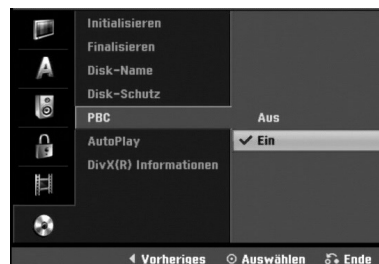 Initialisieren
Finalisieren
Disk-Name
Disk-Schutz
PBC
Aus
AutoPlay
✔ Ein
DivX(R) Informationen
Vorheriges Auswählen Ende